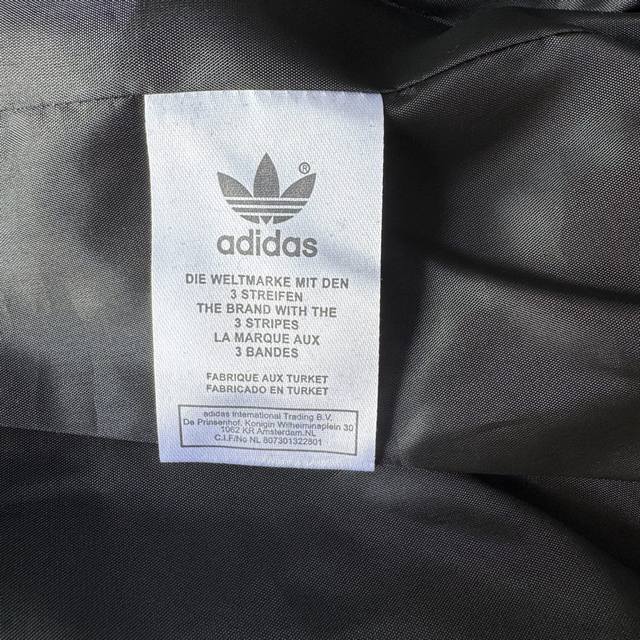 ®
adidas
DIE WELTMARKE MIT DEN
3 STREIFEN
THE BRAND WITH THE
3 STRIPES
LA MARQUE AUX
3 BANDES
FABRIQUE AUX TURKET
FABRICADO EN TURKET
adidas International Trading B.V.
De Prinsenhof, Konigin Wilhelminaplein 30
1062 KR Amsterdam.NL
C.I.F/No NL 807301322801